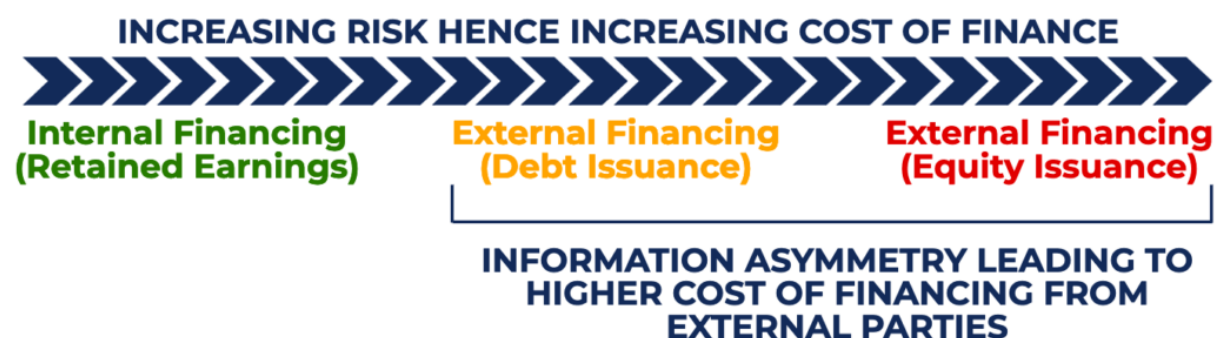 INCREASING RISK HENCE INCREASING COST OF FINANCE
Internal Financing
(Retained Earnings)
External Financing
(Debt Issuance)
External Financing
(Equity Issuance)
INFORMATION ASYMMETRY LEADING TO
HIGHER COST OF FINANCING FROM
EXTERNAL PARTIES